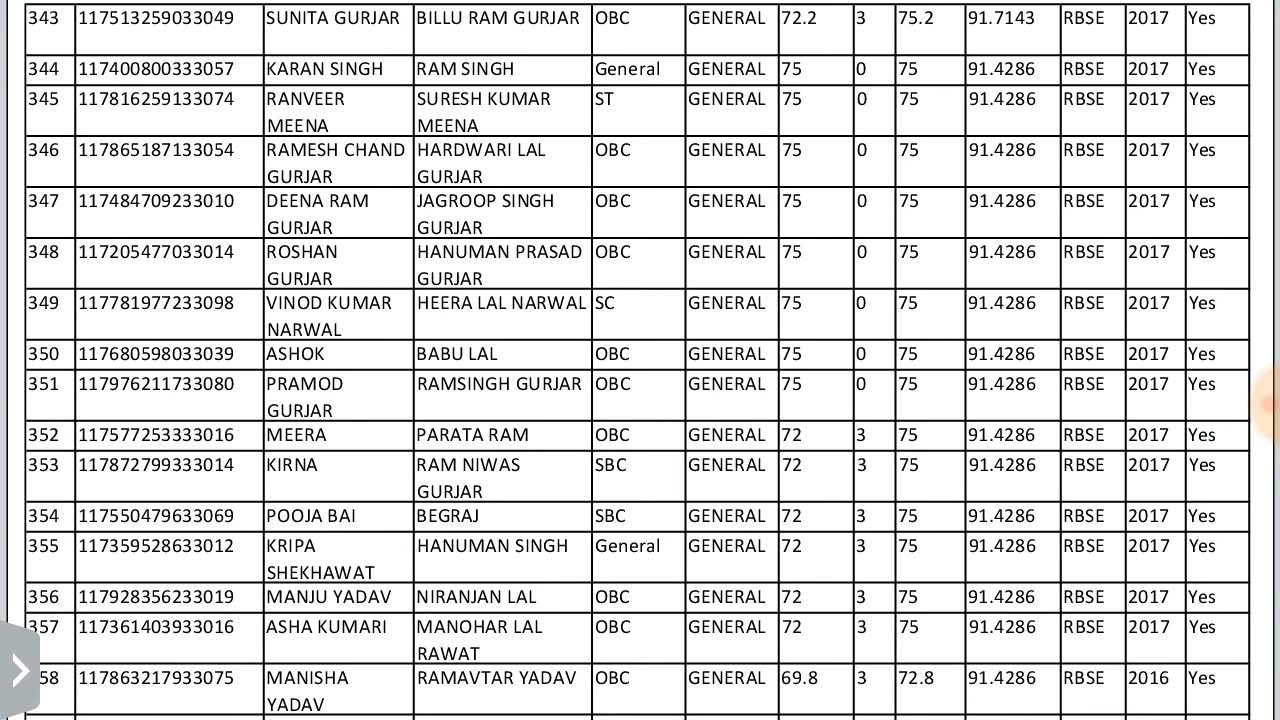 343 117513259033049 SUNITA GURJAR BILLU RAM GURJAR OBC GENERAL 72.2 3 75.2 91.7143 RBSE 2017 Yes
344 117400800333057 KARAN SINGH RAM SINGH General GENERAL 75 0 75 91.4286 RBSE 2017 Yes
345 117816259133074 RANVEER SURESH KUMAR ST GENERAL 75 0 75 91.4286 RBSE 2017 Yes
MEENA MEENA
346 117865187133054 RAMESH CHAND HARDWARI LAL OBC GENERAL 75 0 75 91.4286 RBSE 2017 Yes
GURJAR GURJAR
347 117484709233010 DEENA RAM JAGROOP SINGH OBC GENERAL 75 0 75 91.4286 RBSE 2017 Yes
GURJAR GURJAR
348 117205477033014 ROSHAN HANUMAN PRASAD OBC GENERAL 75 0 75 91.4286 RBSE 2017 Yes
GURJAR GURJAR
349 117781977233098 VINOD KUMAR HEERA LAL NARWAL SC GENERAL 75 0 75 91.4286 RBSE 2017 Yes
NARWAL
350 117680598033039 ASHOK BABU LAL OBC GENERAL 75 0 75 91.4286 RBSE 2017 Yes
351 117976211733080 PRAMOD RAMSINGH GURJAR OBC GENERAL 75 0 75 91.4286 RBSE 2017 Yes
GURJAR
352 117577253333016 MEERA PARATA RAM OBC GENERAL 72 3 75 91.4286 RBSE 2017 Yes
353 117872799333014 KIRNA RAM NIWAS SBC GENERAL 72 3 75 91.4286 RBSE 2017 Yes
GURJAR
354 117550479633069 POOJA BAI BEGRAJ SBC GENERAL 72 3 75 91.4286 RBSE 2017 Yes
355 117359528633012 KRIPA HANUMAN SINGH General GENERAL 72 3 75 91.4286 RBSE 2017 Yes
SHEKHAWAT
356 117928356233019 MANJU YADAV NIRANJAN LAL OBC GENERAL 72 3 75 91.4286 RBSE 2017 Yes
357 117361403933016 ASHA KUMARI MANOHAR LAL OBC GENERAL 72 3 75 91.4286 RBSE 2017 Yes
RAWAT
58 117863217933075 MANISHA RAMAVTAR YADAV OBC GENERAL 69.8 3 72.8 91.4286 RBSE 2016 Yes
YADAV